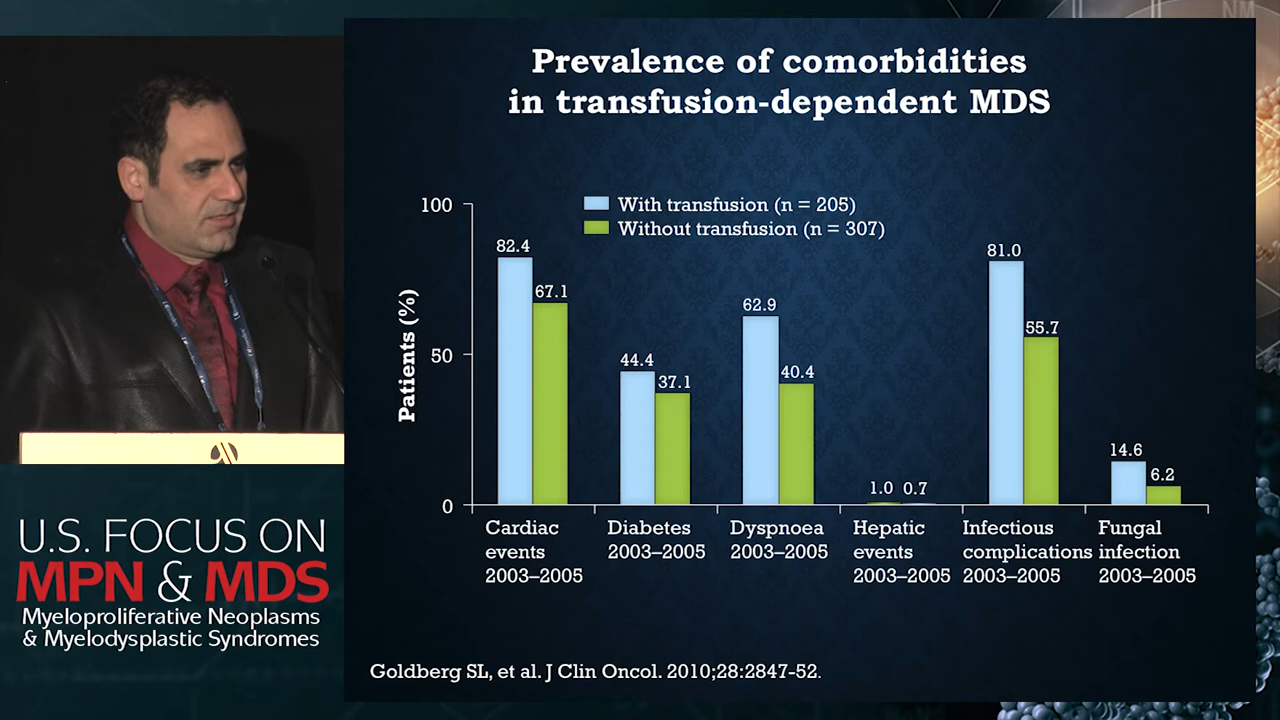 NM
Prevalence of comorbidities
in transfusion-dependent MDS
With transfusion (n = 205)
Without transfusion (n = 307)
Patients (%)
100
50
0
82.4
67.1
44.4
37.1
62.9
40.4
1.0
0.7
81.0
55.7
14.6
6.2
Cardiac
events
2003–2005
Diabetes
2003–2005
Dyspnoea
2003–2005
Hepatic
events
2003–2005
Infectious
complications
2003–2005
Fungal
infection
2003–2005
Goldberg SL, et al. J Clin Oncol. 2010;28:2847-52.
U.S. FOCUS ON
MPN & MDS
Myeloproliferative Neoplasms
& Myelodysplastic Syndromes